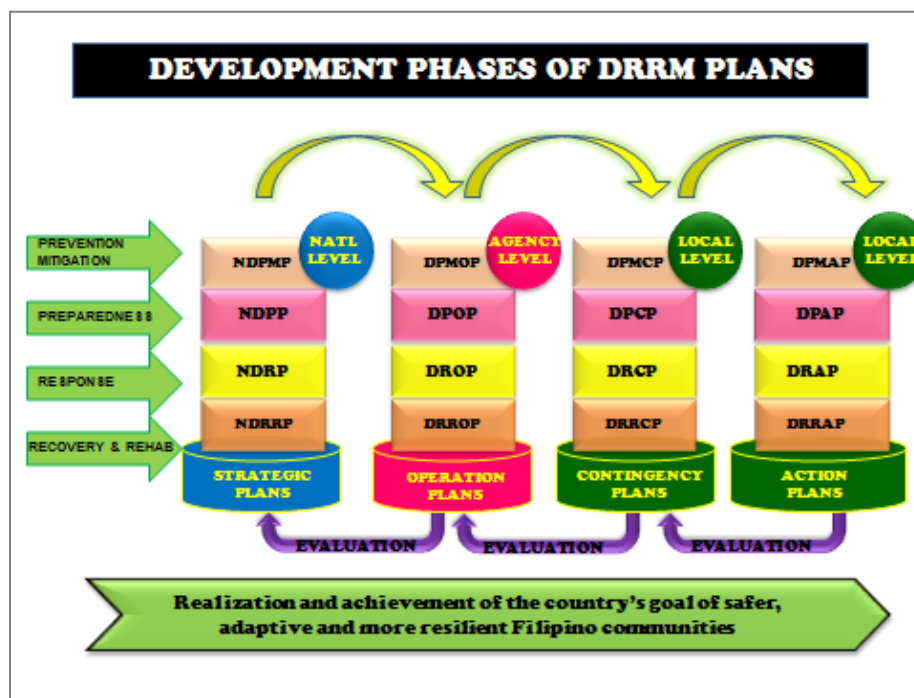 DEVELOPMENT PHASES OF DRRM PLANS
PREVENTION
MITIGATION
NDPMP
NATL
LEVEL
DPMOP
AGENCY
LEVEL
DPMCP
LOCAL
LEVEL
DPMAP
LOCAL
LEVEL
PREPAREDNESS
NDPP
DPOP
DPCP
DPAP
RESPONSE
NDRP
DROP
DRCP
DRAP
RECOVERY & REHAB
NDRRP
DRROP
DRRCP
DRRAP
STRATEGIC
PLANS
OPERATION
PLANS
CONTINGENCY
PLANS
ACTION
PLANS
EVALUATION
EVALUATION
EVALUATION
Realization and achievement of the country's goal of safer,
adaptive and more resilient Filipino communities